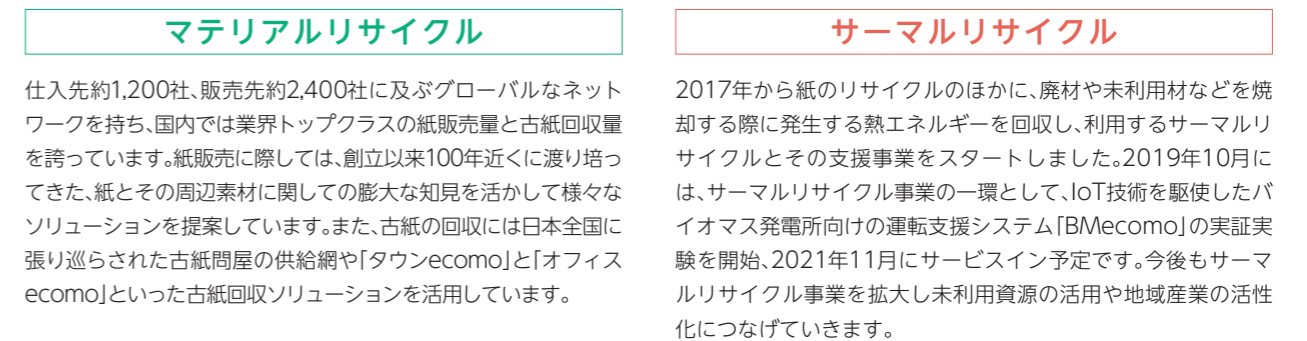 マテリアルリサイクル
仕入先約1,200社、販売先約2,400社に及ぶグローバルなネット
ワークを持ち、国内では業界トップクラスの紙販売量と古紙回収量
を誇っています。紙販売に際しては、創立以来100年近くに渡り培っ
てきた、紙とその周辺素材に関しての膨大な知見を活かして様々な
ソリューションを提案しています。また、古紙の回収には日本全国に
張り巡らされた古紙問屋の供給網や「タウンecomo」と「オフィス
ecomo」といった古紙回収ソリューションを活用しています。
サーマルリサイクル
2017年から紙のリサイクルのほかに、廃材や未利用材などを焼
却する際に発生する熱エネルギーを回収し、利用するサーマルリ
サイクルとその支援事業をスタートしました。2019年10月に
は、サーマルリサイクル事業の一環として、IoT技術を駆使したバ
イオマス発電所向けの運転支援システム「BMecomo」の実証実
験を開始、2021年11月にサービスイン予定です。今後もサーマ
ルリサイクル事業を拡大し未利用資源の活用や地域産業の活性
化につなげていきます。